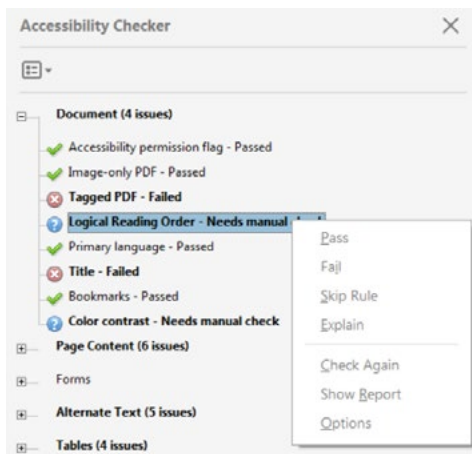 Accessibility Checker
Document (4 issues)
Accessibility permission flag - Passed
Image-only PDF - Passed
Tagged PDF - Failed
Logical Reading Order - Needs manual
Primary language - Passed
Title - Failed
Bookmarks - Passed
Color contrast - Needs manual check
Page Content (6 issues)
Forms
Alternate Text (5 issues)
Tables (4 issues)
Pass
Fail
Skip Rule
Explain
Check Again
Show Report
Options